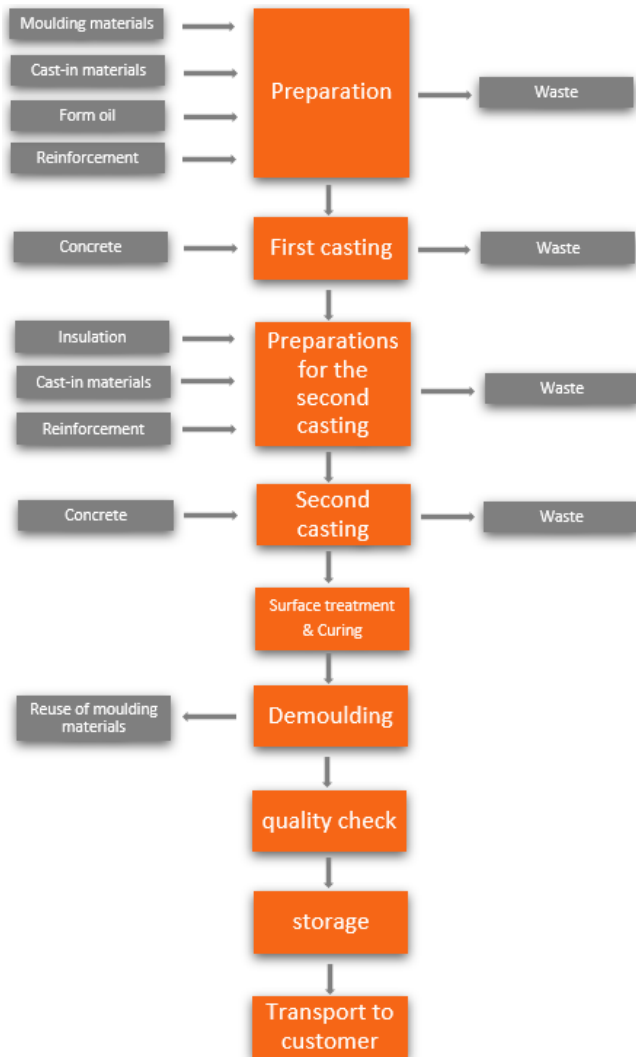 Moulding materials
Cast-in materials
Form oil
Reinforcement
Preparation
Waste
Concrete
First casting
Waste
Insulation
Cast-in materials
Reinforcement
Preparations
for the
second
casting
Waste
Concrete
Second
casting
Waste
Surface treatment
& Curing
Reuse of moulding
materials
Demoulding
quality check
storage
Transport to
customer